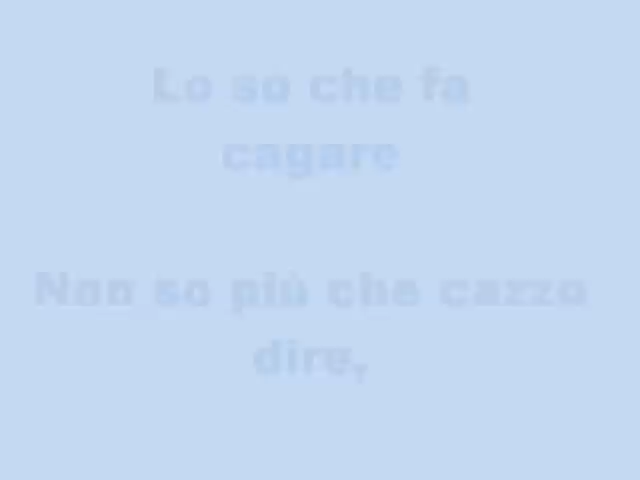 Lo so che fa
cagare
Non so più che cazzo
dire,